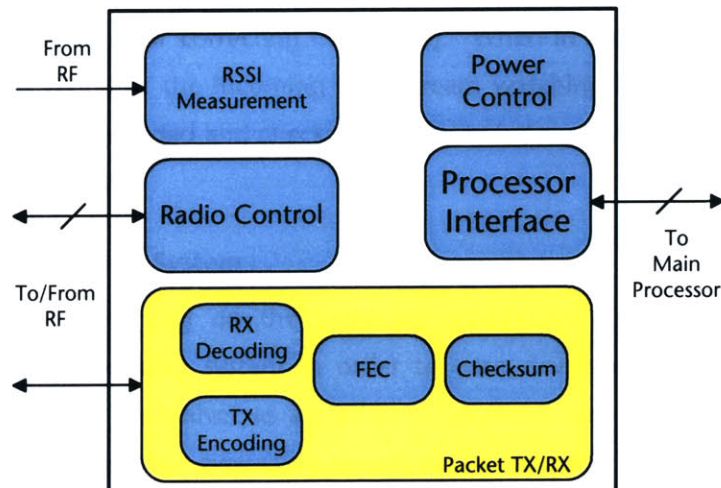 From
RF
RSSI
Measurement
Power
Control
Radio Control
Processor
Interface
To
Main
Processor
To/From
RF
RX
Decoding
FEC
Checksum
TX
Encoding
Packet TX/RX